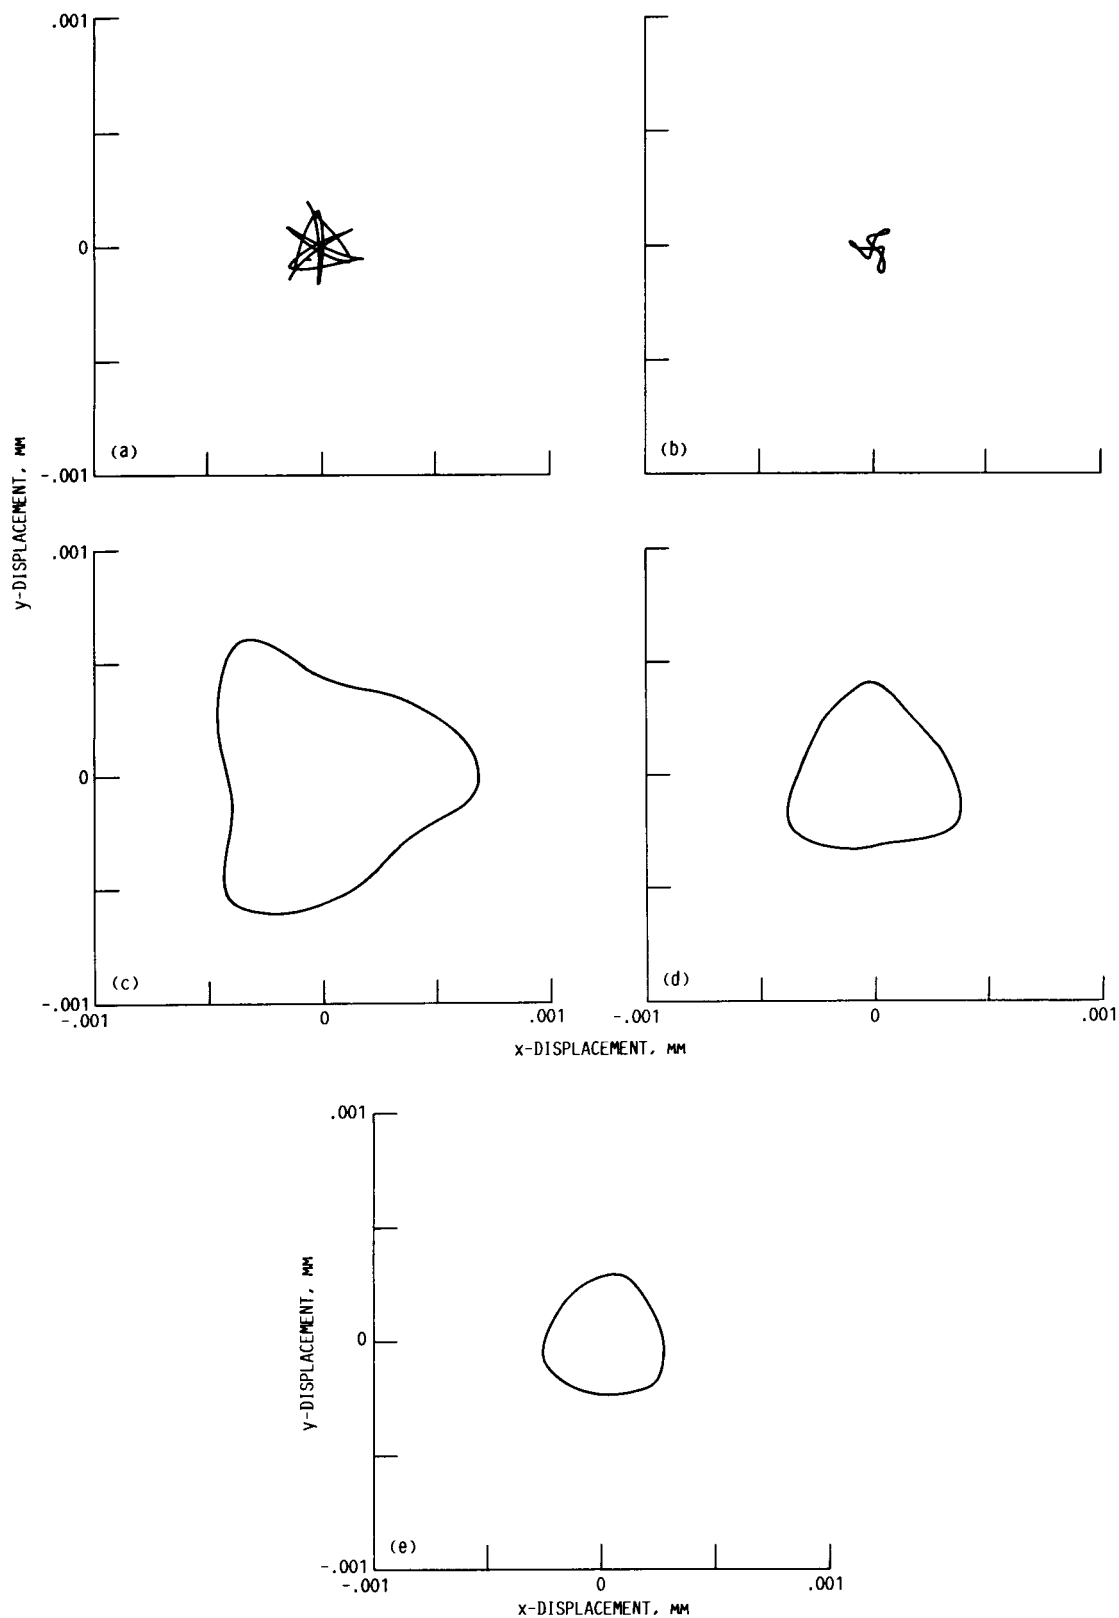 .001
0
-.001
(a)
(b)
y-DISPLACEMENT, MM
.001
0
-.001
(c)
(d)
-.001 0 .001
-.001 0 .001
x-DISPLACEMENT, MM
.001
y-DISPLACEMENT, MM
0
-.001
(e)
-.001 0 .001
x-DISPLACEMENT, MM